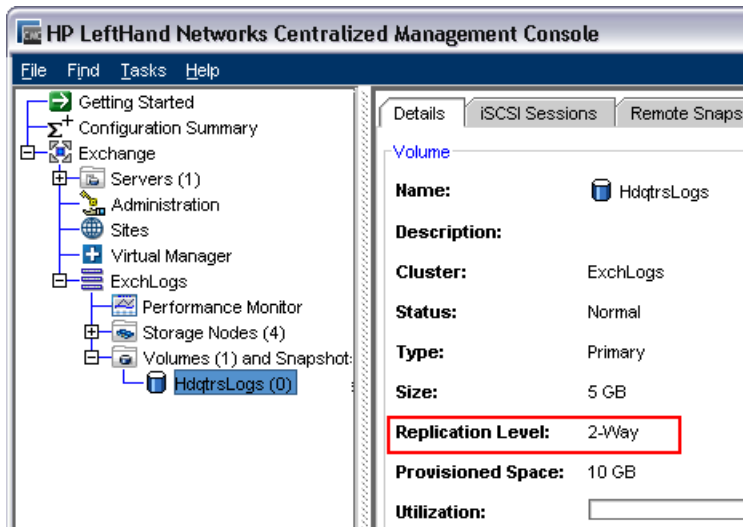 HP LeftHand Networks Centralized Management Console
File Find Tasks Help
Getting Started
Configuration Summary
Exchange
Servers (1)
Administration
Sites
Virtual Manager
ExchLogs
Performance Monitor
Storage Nodes (4)
Volumes (1) and Snapshot
HdqtrsLogs (0)
Details iSCSI Sessions Remote Snaps
Volume
Name: HdqtrsLogs
Description:
Cluster: ExchLogs
Status: Normal
Type: Primary
Size: 5 GB
Replication Level: 2-Way
Provisioned Space: 10 GB
Utilization: